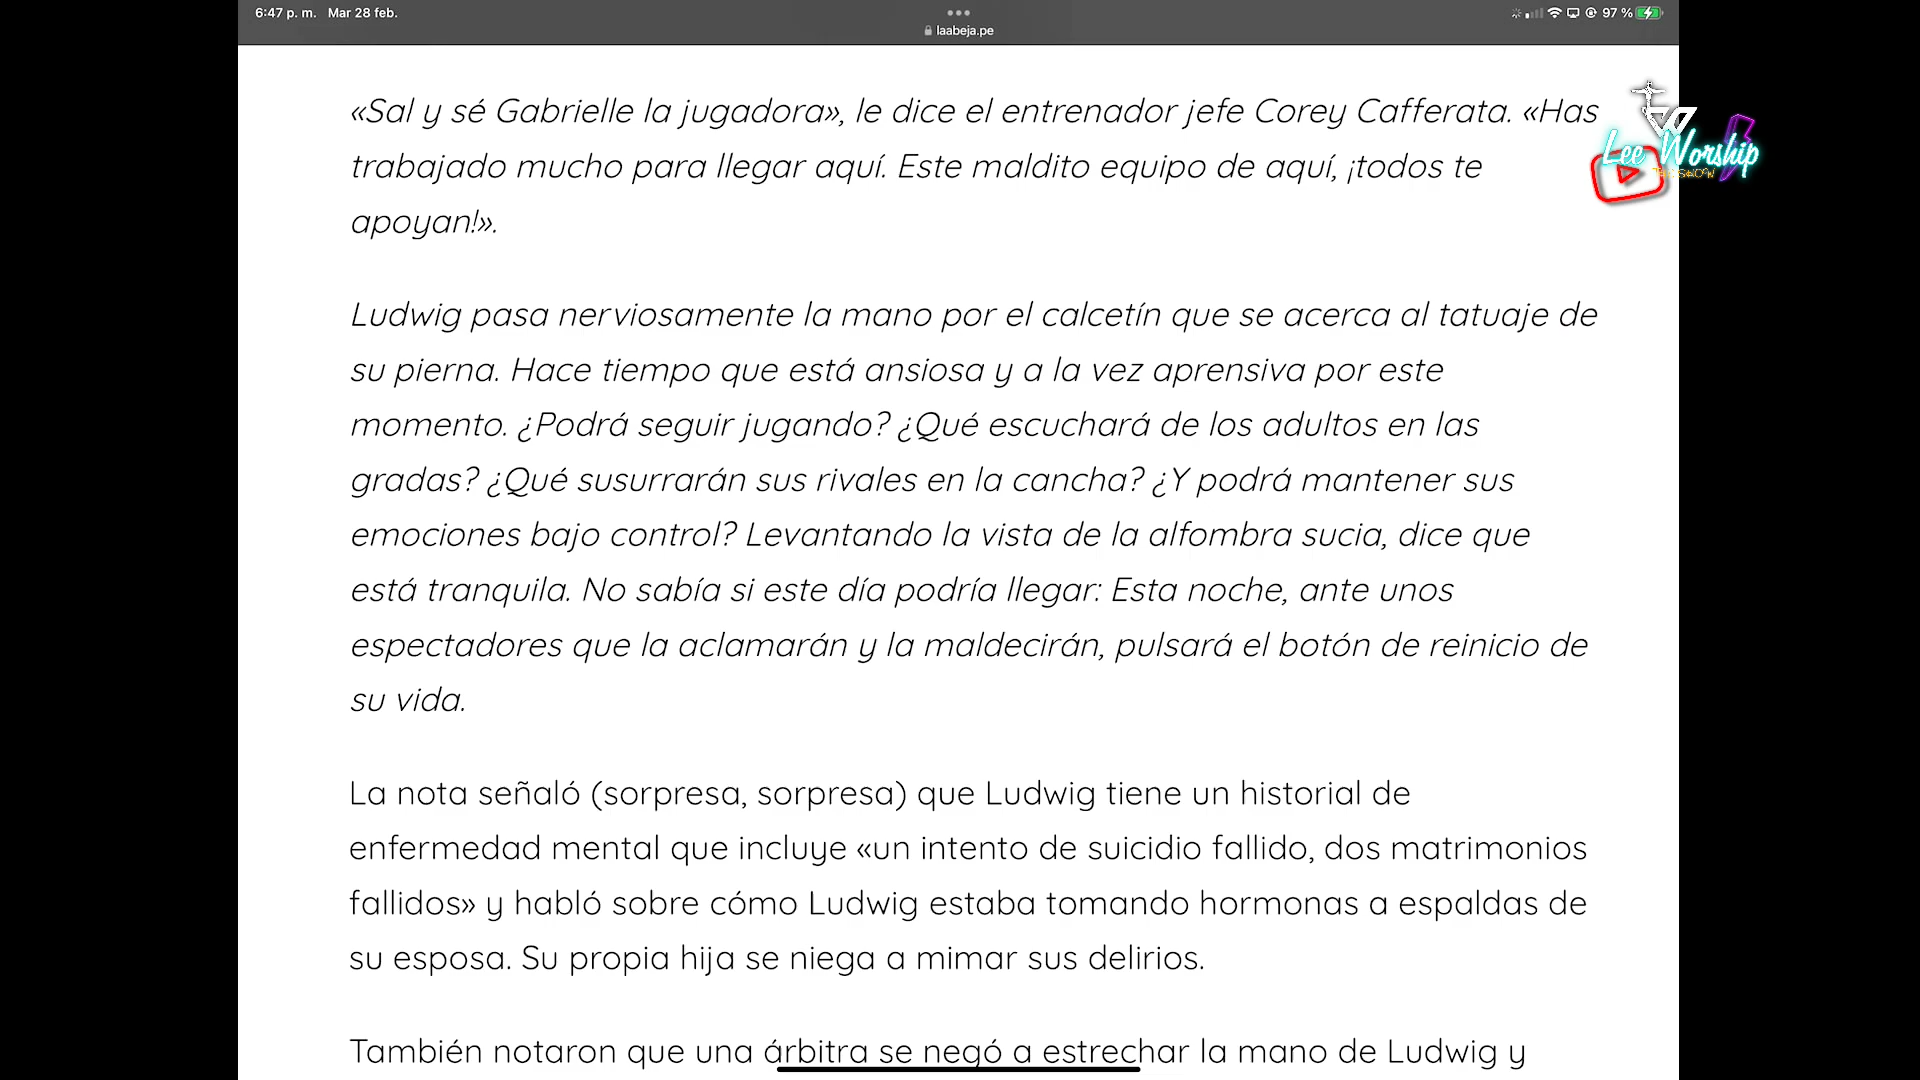 6:47 p. m. Mar 28 feb.
97 %
laabeja.pe
«Sal y sé Gabrielle la jugadora», le dice el entrenador jefe Corey Cafferata. «Has
trabajado mucho para llegar aquí. Este maldito equipo de aquí, ¡todos te
apoyan!».
Lee Worship
Ludwig pasa nerviosamente la mano por el calcetín que se acerca al tatuaje de
su pierna. Hace tiempo que está ansiosa y a la vez aprensiva por este
momento. ¿Podrá seguir jugando? ¿Qué escuchará de los adultos en las
gradas? ¿Qué susurrarán sus rivales en la cancha? ¿Y podrá mantener sus
emociones bajo control? Levantando la vista de la alfombra sucia, dice que
está tranquila. No sabía si este día podría llegar: Esta noche, ante unos
espectadores que la aclamarán y la maldecirán, pulsará el botón de reinicio de
su vida.
La nota señaló (sorpresa, sorpresa) que Ludwig tiene un historial de
enfermedad mental que incluye «un intento de suicidio fallido, dos matrimonios
fallidos» y habló sobre cómo Ludwig estaba tomando hormonas a espaldas de
su esposa. Su propia hija se niega a mimar sus delirios.
También notaron que una árbitra se negó a estrechar la mano de Ludwig y